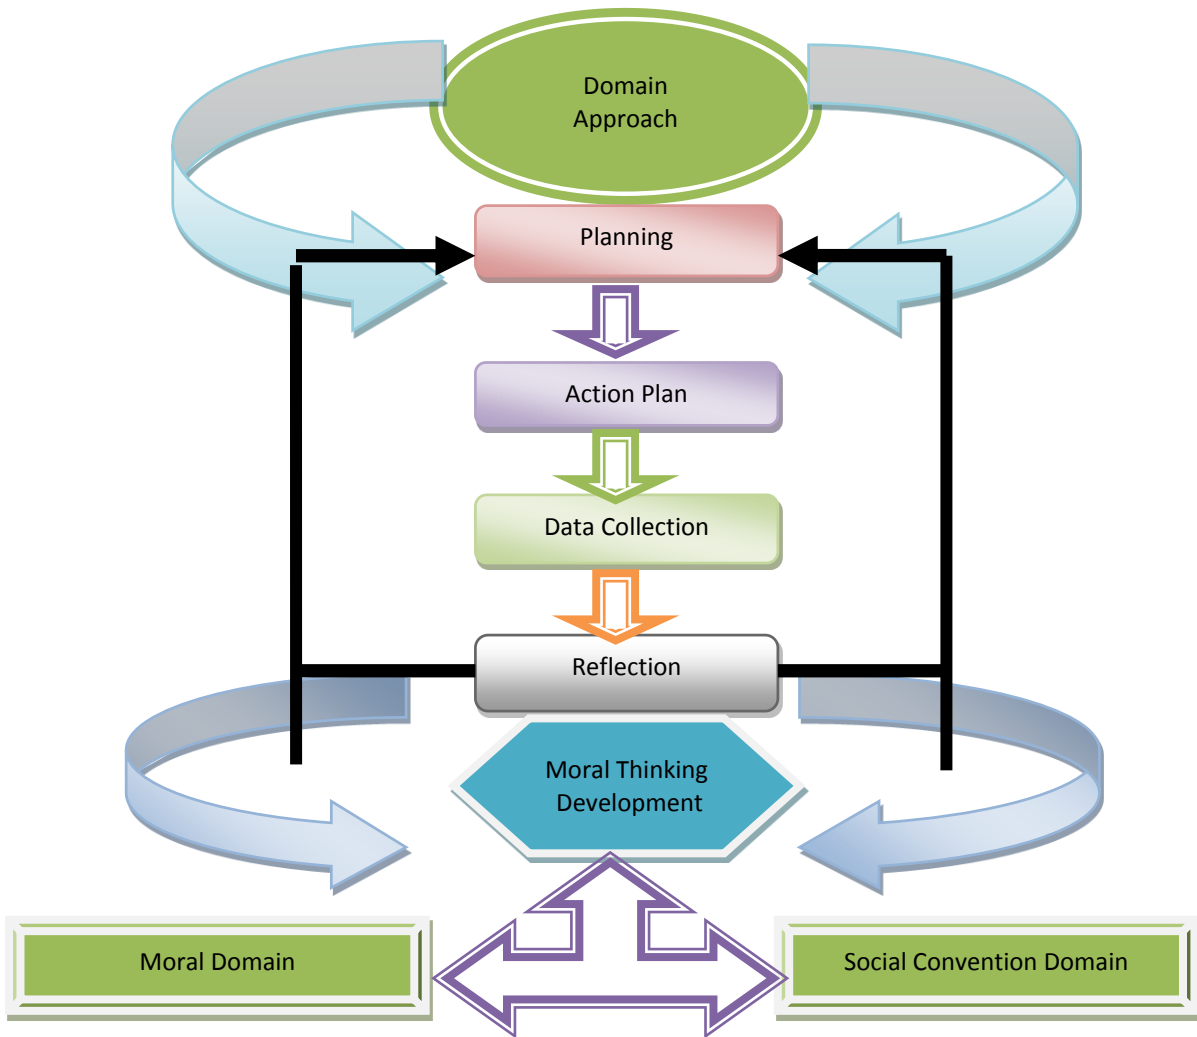 Domain
Approach
Planning
Action Plan
Data Collection
Reflection
Moral Thinking
Development
Moral Domain
Social Convention Domain